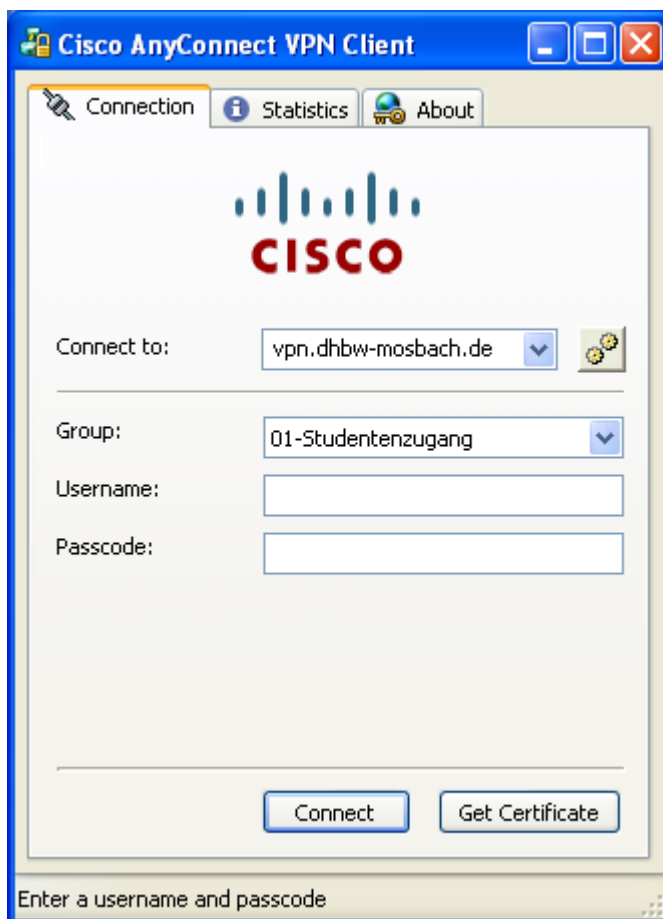 Cisco AnyConnect VPN Client
Connection Statistics About
CISCO
Connect to: vpn.dhbw-mosbach.de
Group: 01-Studentenzugang
Username:
Passcode:
Connect Get Certificate
Enter a username and passcode